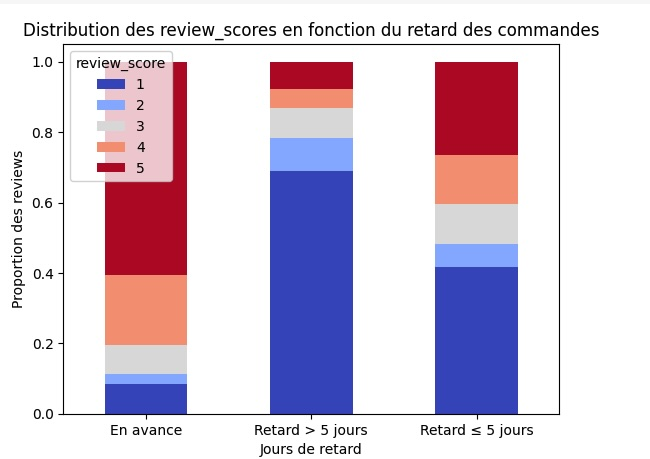 Distribution des review_scores en fonction du retard des commandes
review_score
1
2
3
4
5
1.0
0.8
0.6
0.4
0.2
0.0
Proportion des reviews
En avance
Retard > 5 jours
Retard ≤ 5 jours
Jours de retard